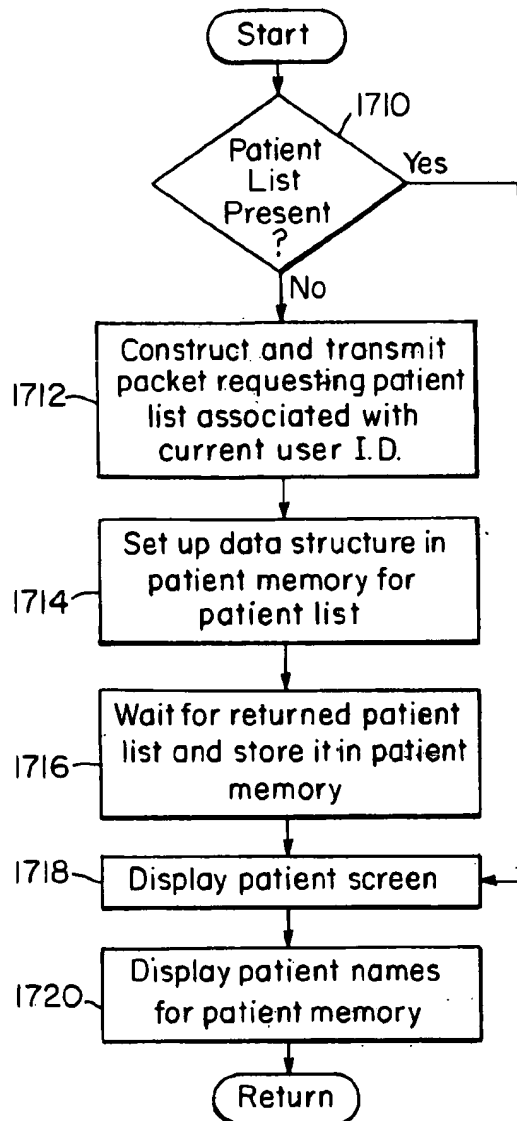 Start
1710
Patient
List
Present
?
Yes
No
1712
Construct and transmit
packet requesting patient
list associated with
current user I.D.
1714
Set up data structure in
patient memory for
patient list
1716
Wait for returned patient
list and store it in patient
memory
1718
Display patient screen
1720
Display patient names
for patient memory
Return